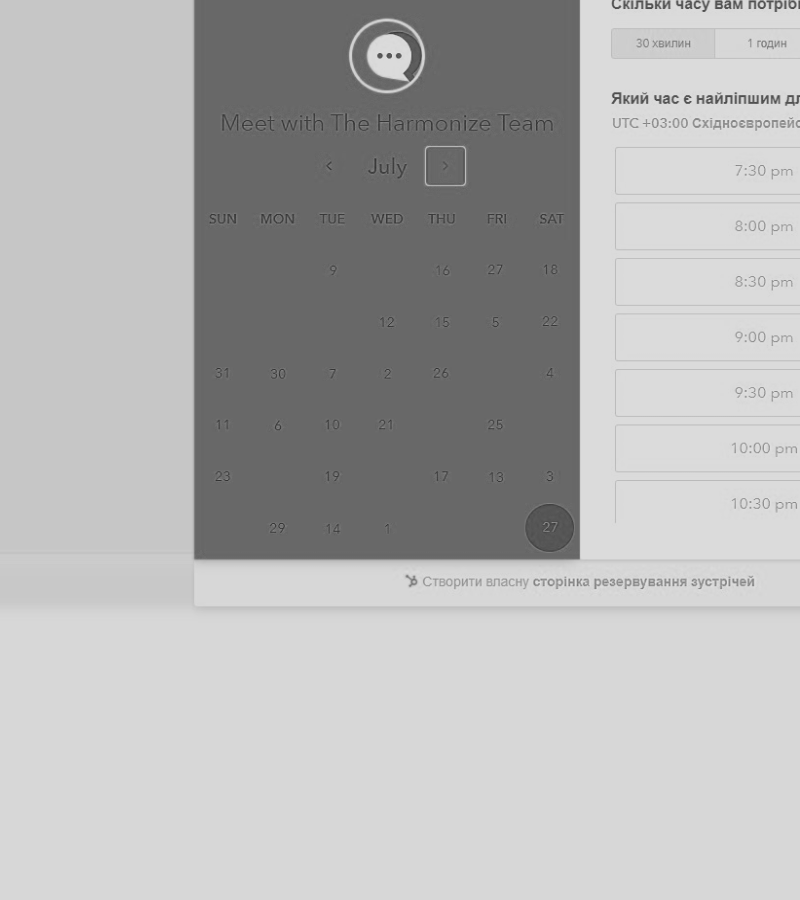 Скільки часу вам потріб
30 хвилин 1 годин
Meet with The Harmonize Team
July
SUN MON TUE WED THU FRI SAT
9 16 27 18
12 15 5 22
31 30 7 2 26 4
11 6 10 21 25
23 19 17 13 3
29 14 1 27
Який час є найліпшим дл
UTC +03:00 Східноєвропейс
7:30 pm
8:00 pm
8:30 pm
9:00 pm
9:30 pm
10:00 pm
10:30 pm
Створити власну сторінка резервування зустрічей